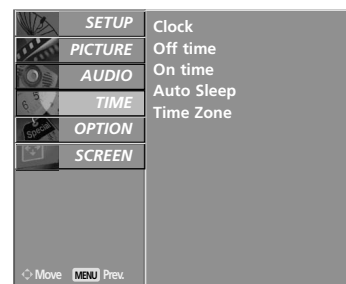 SETUP
PICTURE
AUDIO
TIME
OPTION
SCREEN
Clock
Off time
On time
Auto Sleep
Time Zone
Move MENU Prev.